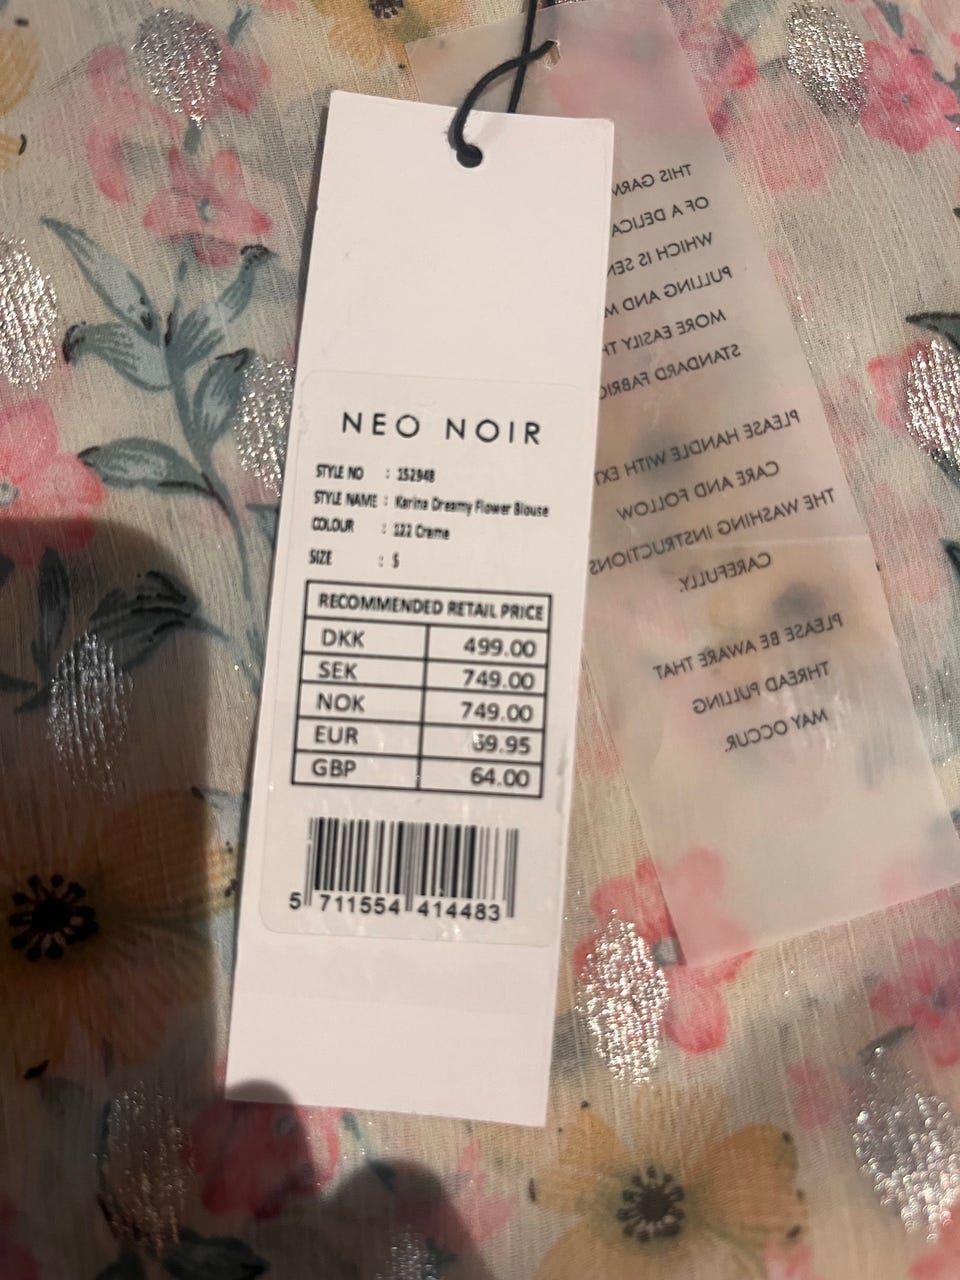 NEO NOIR
STYLE NO : 152948
STYLE NAME : Karina Dreamy Flower Blouse
COLOUR : 122 Creme
SIZE : S
RECOMMENDED RETAIL PRICE
DKK 499.00
SEK 749.00
NOK 749.00
EUR 69.95
GBP 64.00
5 711554 414483
THIS
OF A
WHICH IS
PULLING AND
MORE EASILY
STANDARD
PLEASE HANDLE WITH
CARE AND FOLLOW
THE WASHING INSTRUCTIONS
CAREFULLY.
PLEASE BE AWARE THAT
THREAD PULLING
MAY OCCUR.